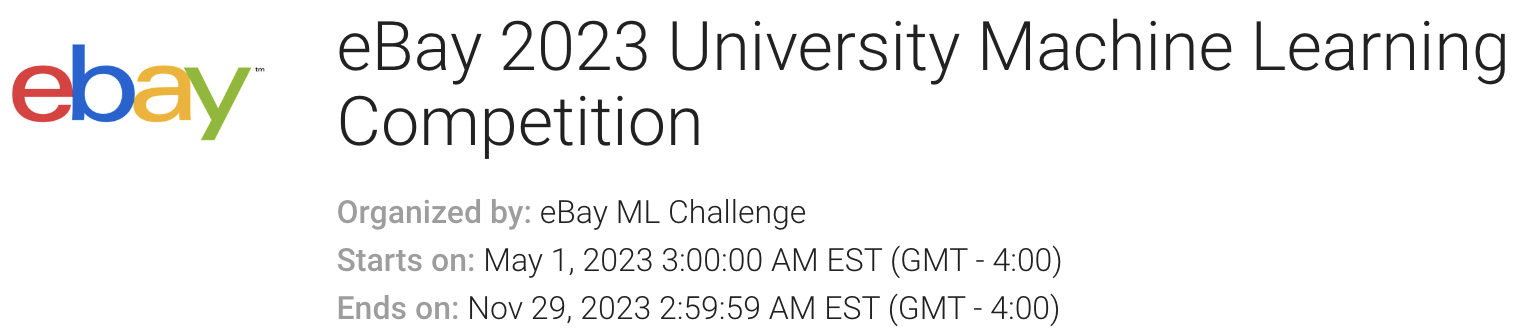 ebay™
eBay 2023 University Machine Learning
Competition
Organized by: eBay ML Challenge
Starts on: May 1, 2023 3:00:00 AM EST (GMT - 4:00)
Ends on: Nov 29, 2023 2:59:59 AM EST (GMT - 4:00)